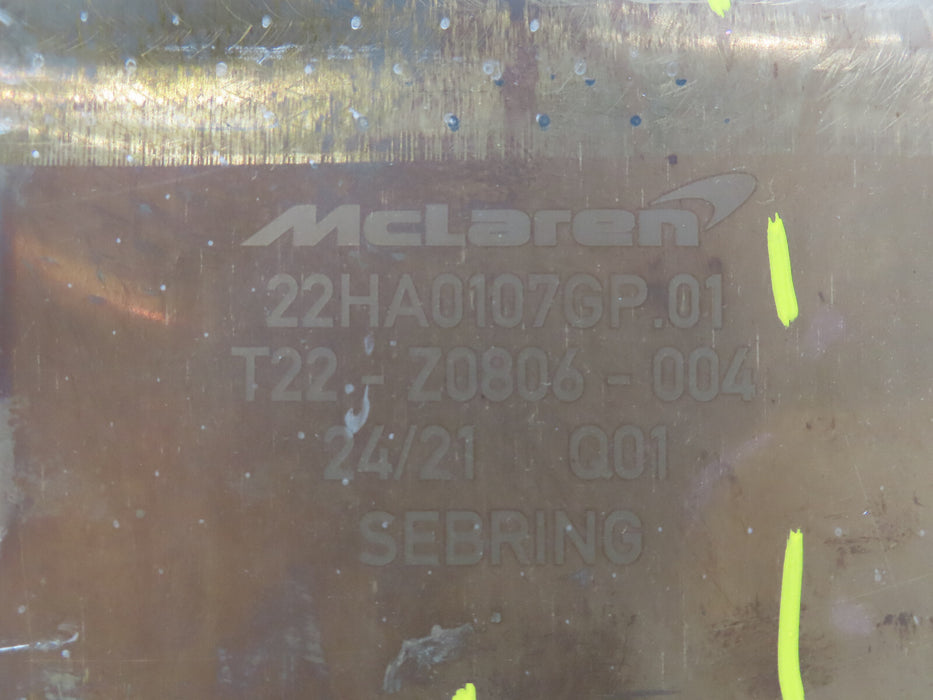 McLaren
22HA0107GP.01
T22 - Z0806 - 004
24/21 Q01
SEBRING